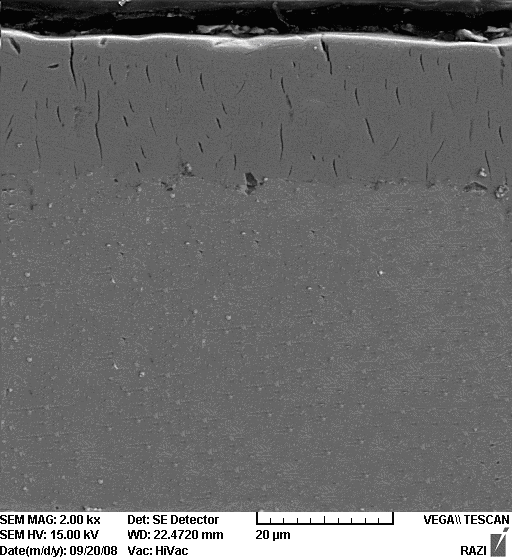 SEM MAG: 2.00 kx Det: SE Detector VEGA\\ TESCAN
SEM HV: 15.00 kV WD: 22.4720 mm 20 µm
Date(m/d/y): 09/20/08 Vac: HiVac RAZI